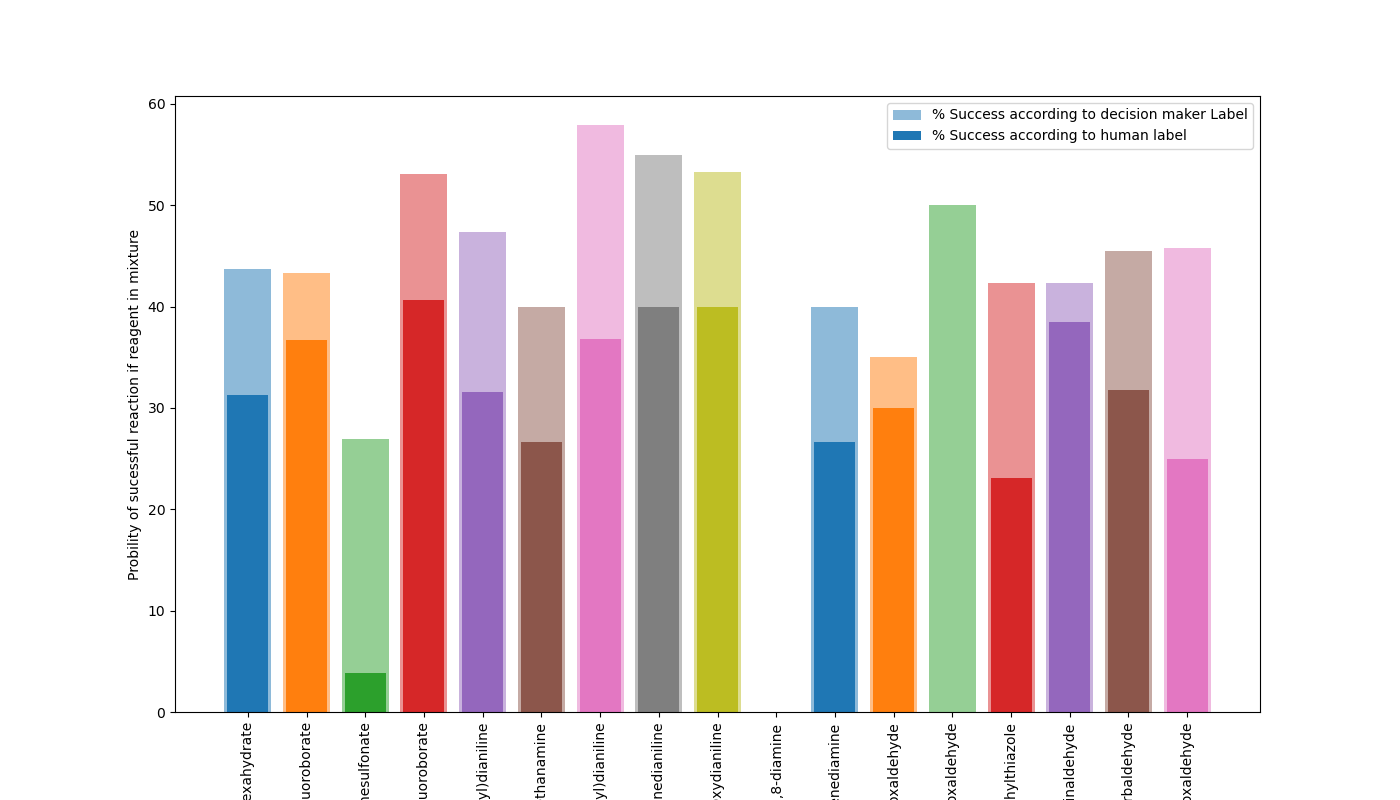 % Success according to decision maker Label
% Success according to human label
Probility of sucessful reaction if reagent in mixture
60
50
40
30
20
10
0
exahydrate
uoroborate
nesulfonate
uoroborate
yl)dianiline
thanamine
yl)dianiline
nedianiline
oxydianiline
,8-diamine
enediamine
oxaldehyde
oxaldehyde
hylthiazole
inaldehyde
rbaldehyde
oxaldehyde